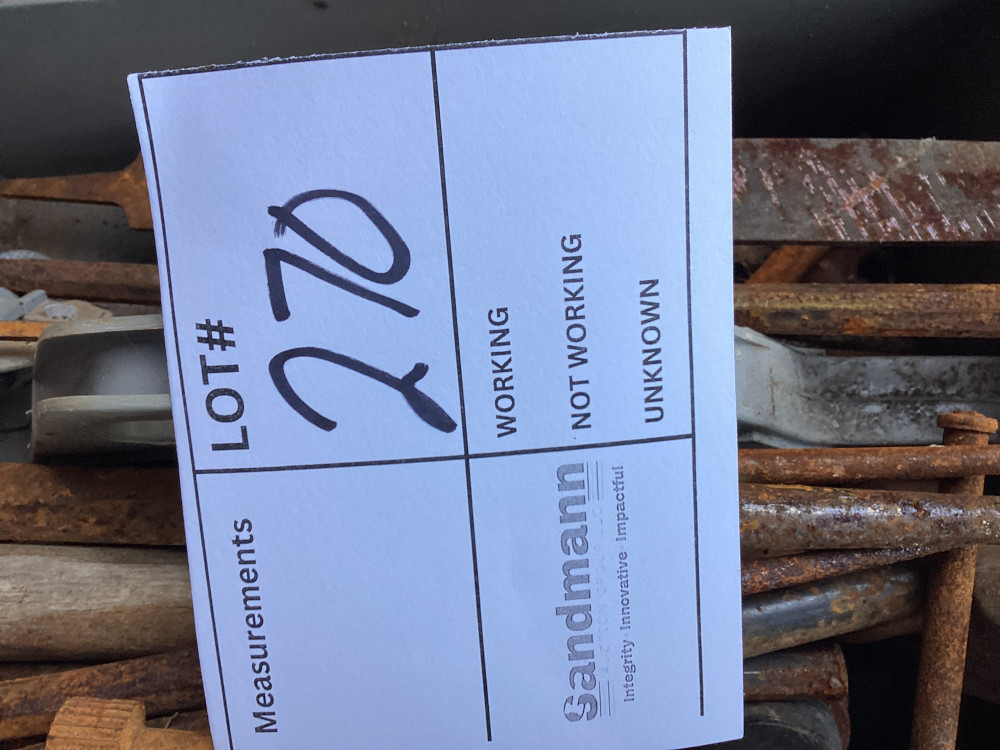 LOT#
270
Measurements
WORKING
NOT WORKING
UNKNOWN
Sandmann
Integrity · Innovative · Impactful